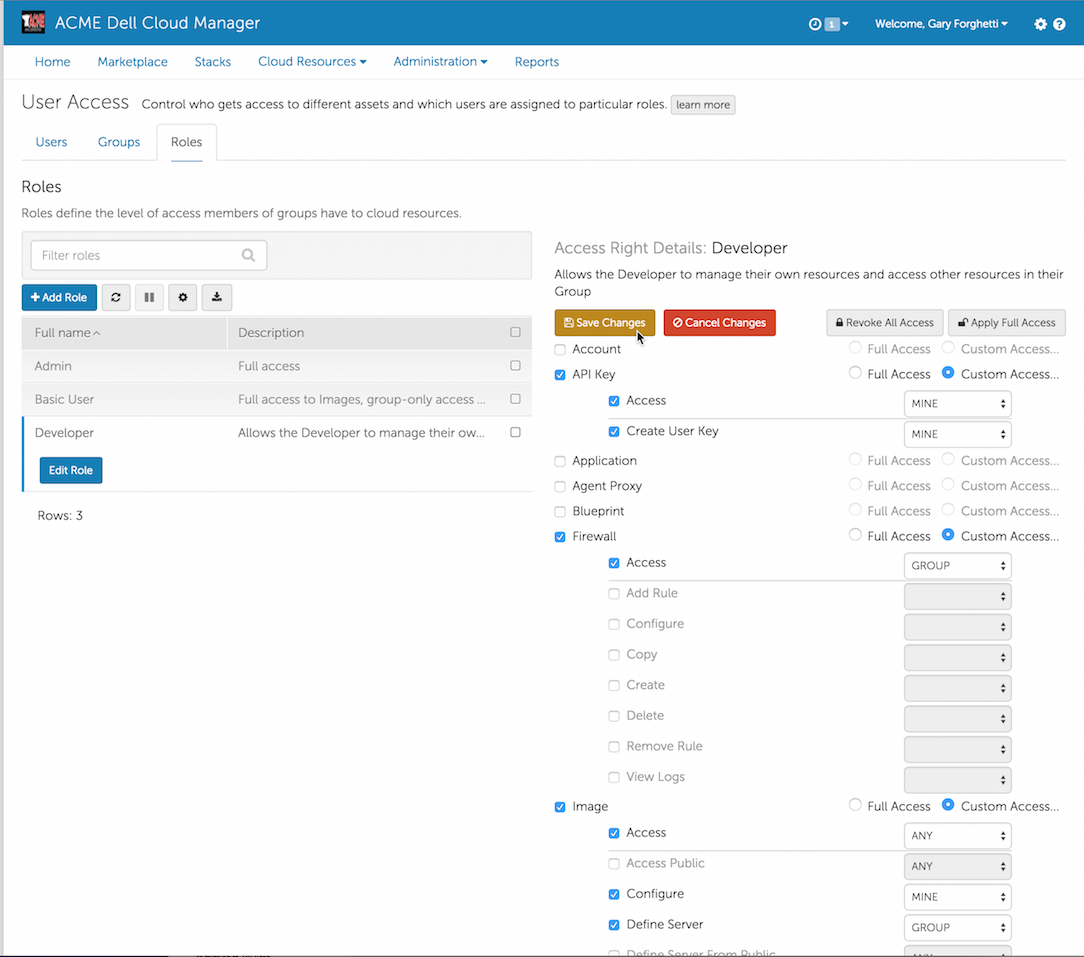 ACME Dell Cloud Manager
1
Welcome, Gary Forghetti
Home Marketplace Stacks Cloud Resources Administration Reports
User Access Control who gets access to different assets and which users are assigned to particular roles. learn more
Users Groups Roles
Roles
Roles define the level of access members of groups have to cloud resources.
Filter roles
+ Add Role
Full name Description
Admin Full access
Basic User Full access to Images, group-only access ...
Developer Allows the Developer to manage their ow...
Edit Role
Rows: 3
Access Right Details: Developer
Allows the Developer to manage their own resources and access other resources in their
Group
Save Changes Cancel Changes Revoke All Access Apply Full Access
Account Full Access Custom Access...
API Key Full Access Custom Access...
Access MINE
Create User Key MINE
Application Full Access Custom Access...
Agent Proxy Full Access Custom Access...
Blueprint Full Access Custom Access...
Firewall Full Access Custom Access...
Access GROUP
Add Rule
Configure
Copy
Create
Delete
Remove Rule
View Logs
Image Full Access Custom Access...
Access ANY
Access Public ANY
Configure MINE
Define Server GROUP
Define Server From Public ANY